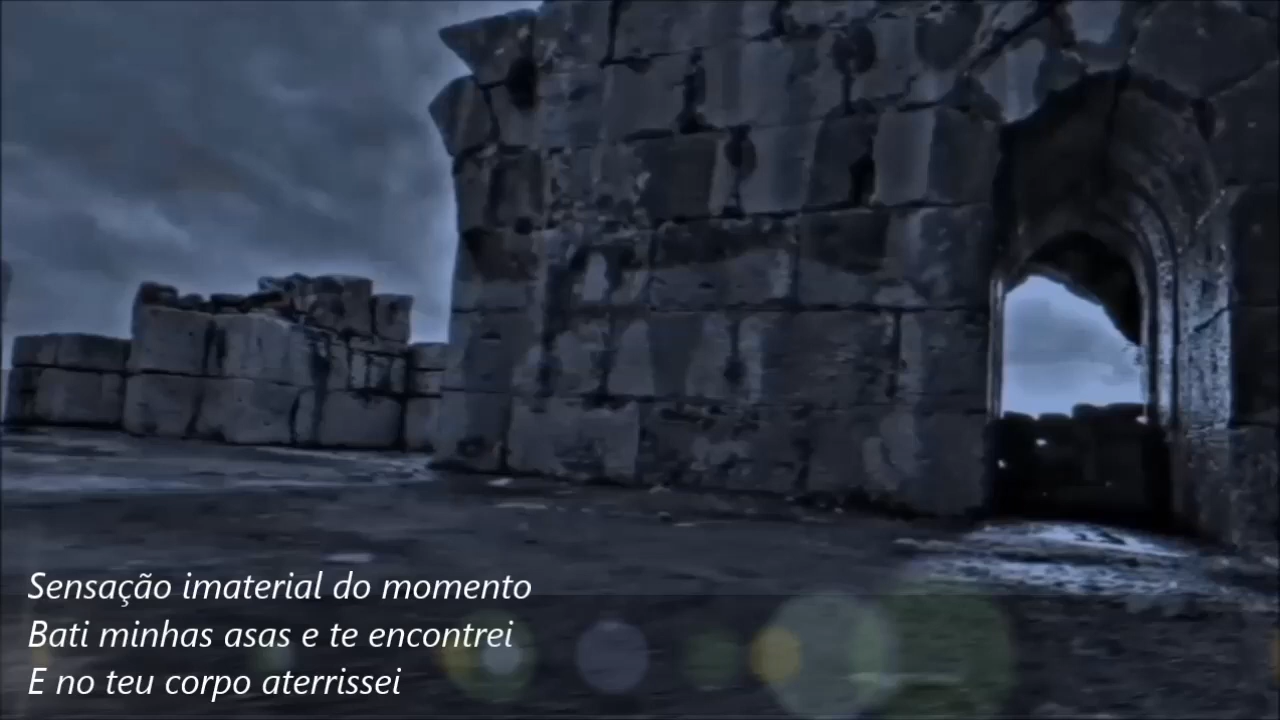 Sensação imaterial do momento
Bati minhas asas e te encontrei
E no teu corpo aterrissei